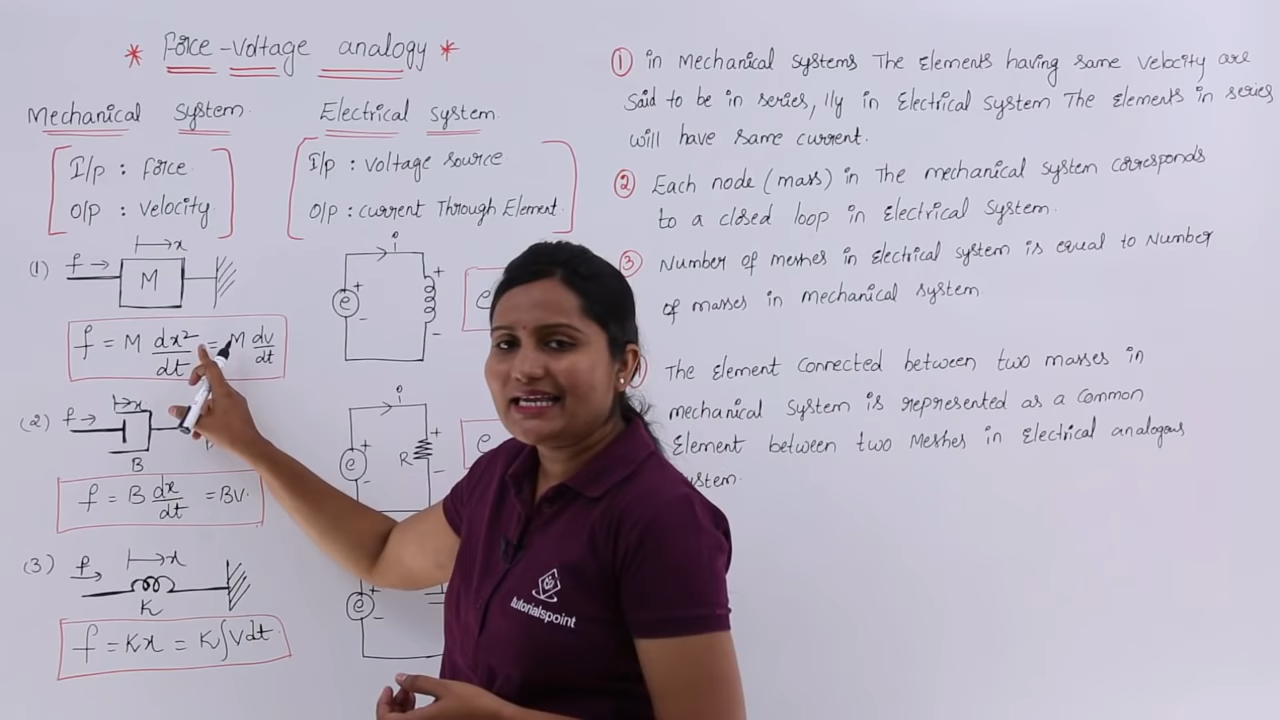 * Force-Voltage analogy *
Mechanical system.
I/p : force.
O/p : velocity.
(1) f M x
f = M dx²/dt = M dv/dt
(2) f x
B
f = B dx/dt = Bv.
(3) f x
K
f = Kx = K∫vdt.
Electrical system.
I/p : voltage source
O/p : current Through Element.
i
e + - + -
e
i
e + - R + -
e
e + -
① in Mechanical systems The Elements having same velocity are
said to be in series, lly in Electrical system The elements in series
will have same current.
② Each node (mass) in The mechanical system corresponds
to a closed loop in Electrical system.
③ Number of meshes in electrical system is equal to Number
of masses in mechanical system
The element connected between two masses in
mechanical system is represented as a common
Element between two Meshes in Electrical analogous
system.
tutorialspoint